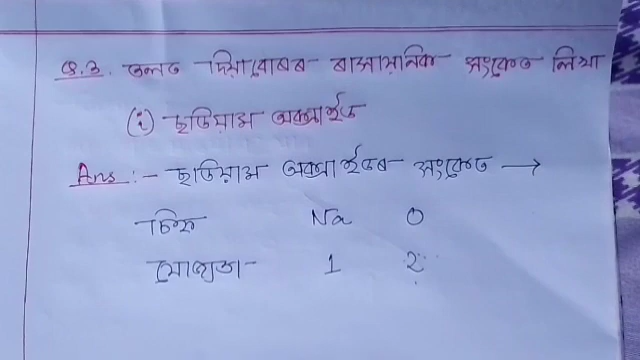 Q.3. তলত দিয়াবোৰৰ ৰাসায়নিক সংকেত লিখা
(i) ছডিয়াম অক্সাইড
Ans :- ছডিয়াম অক্সাইডৰ সংকেত →
চিহ্ন Na O
যোজ্যতা 1 2